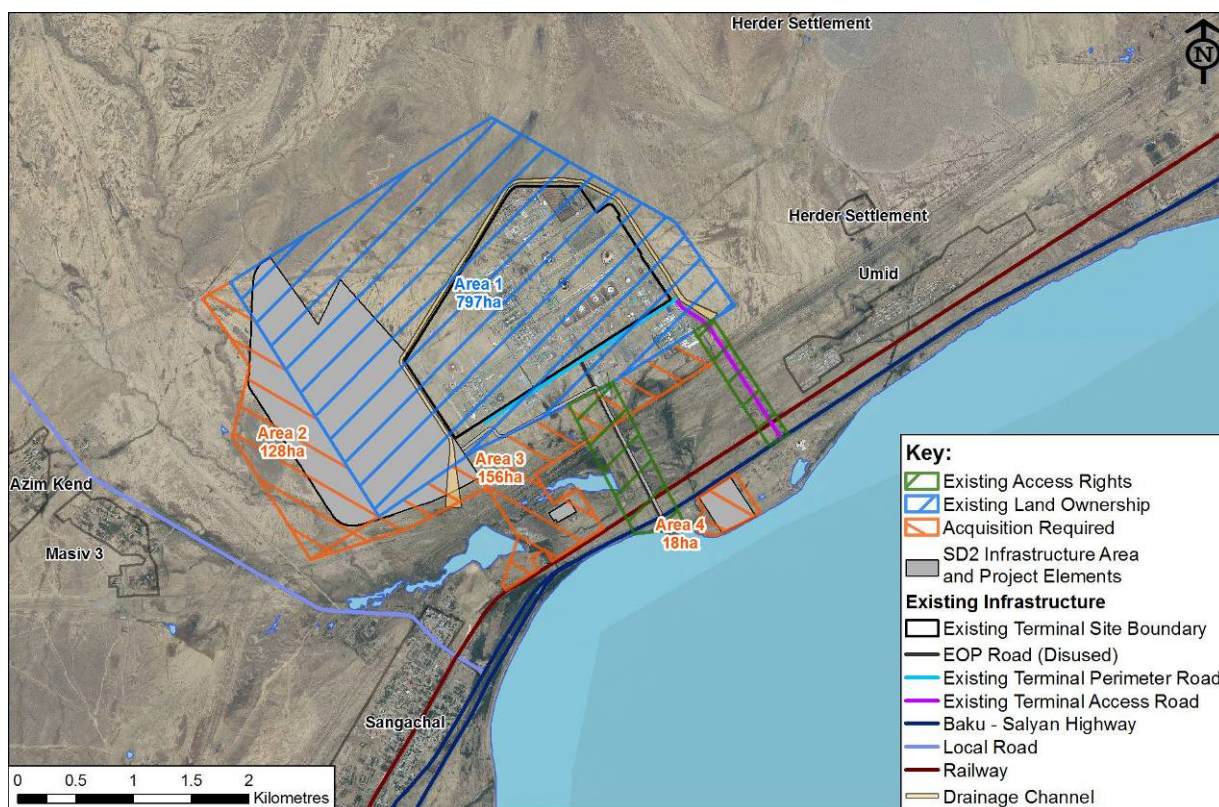 Herder Settlement
N
Herder Settlement
Umid
Area 1
797ha
Area 2
128ha
Area 3
156ha
Area 4
18ha
Azim Kend
Masiv 3
Sangachal
0 0.5 1 1.5 2
Kilometres
Key:
Existing Access Rights
Existing Land Ownership
Acquisition Required
SD2 Infrastructure Area
and Project Elements
Existing Infrastructure
Existing Terminal Site Boundary
EOP Road (Disused)
Existing Terminal Perimeter Road
Existing Terminal Access Road
Baku - Salyan Highway
Local Road
Railway
Drainage Channel